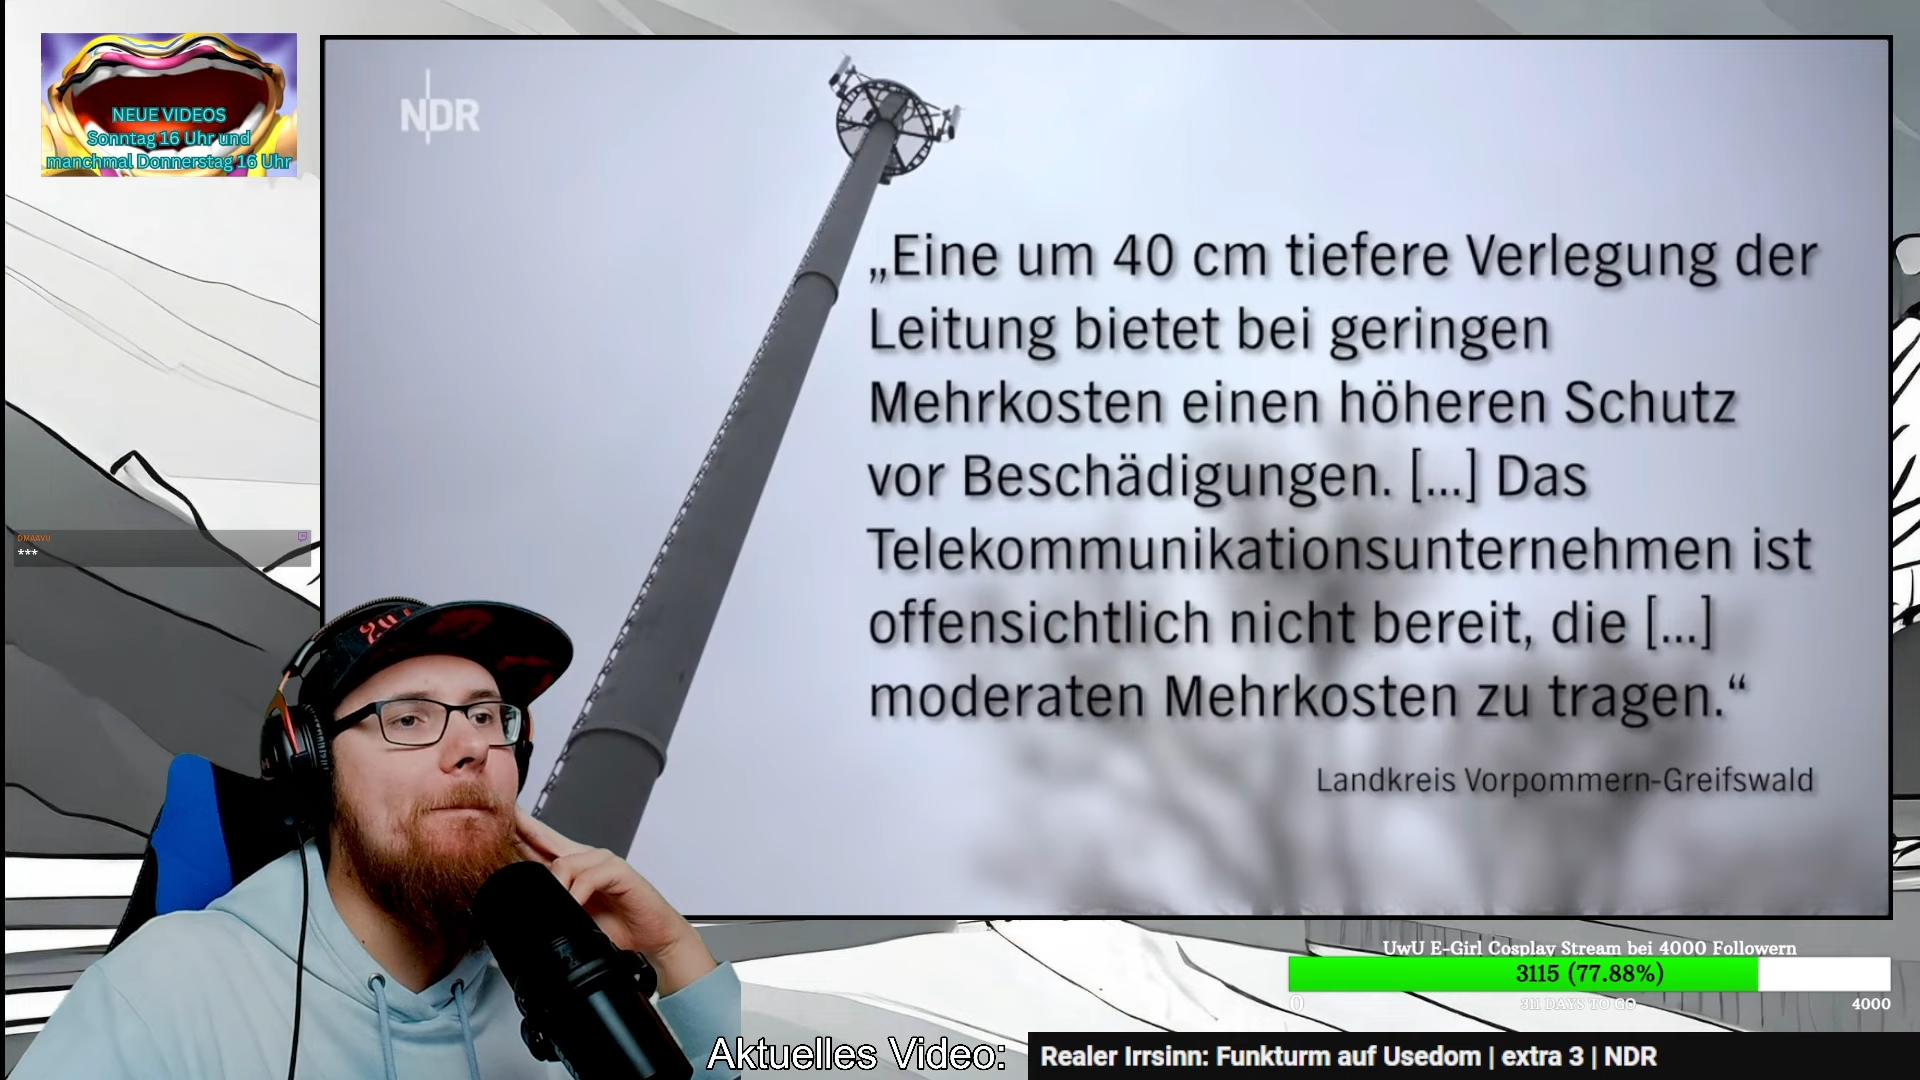 NEUE VIDEOS
Sonntag 16 Uhr und
manchmal Donnerstag 16 Uhr
NDR
„Eine um 40 cm tiefere Verlegung der
Leitung bietet bei geringen
Mehrkosten einen höheren Schutz
vor Beschädigungen. [...] Das
Telekommunikationsunternehmen ist
offensichtlich nicht bereit, die [...]
moderaten Mehrkosten zu tragen.“
Landkreis Vorpommern-Greifswald
DMAAVU
***
UwU E-Girl Cosplay Stream bei 4000 Followern
3115 (77.88%)
0
311 DAYS TO GO
4000
Aktuelles Video:
Realer Irrsinn: Funkturm auf Usedom | extra 3 | NDR